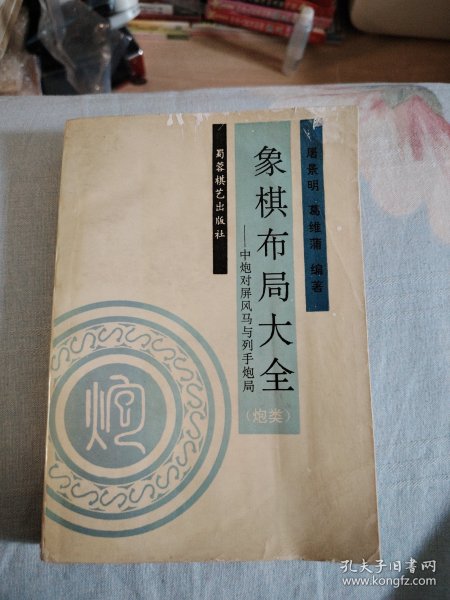 屠景明 葛维蒲 编著
象棋布局大全
——中炮对屏风马与列手炮局
（炮类）
蜀蓉棋艺出版社
炮
孔夫子旧书网
www.kongfz.com